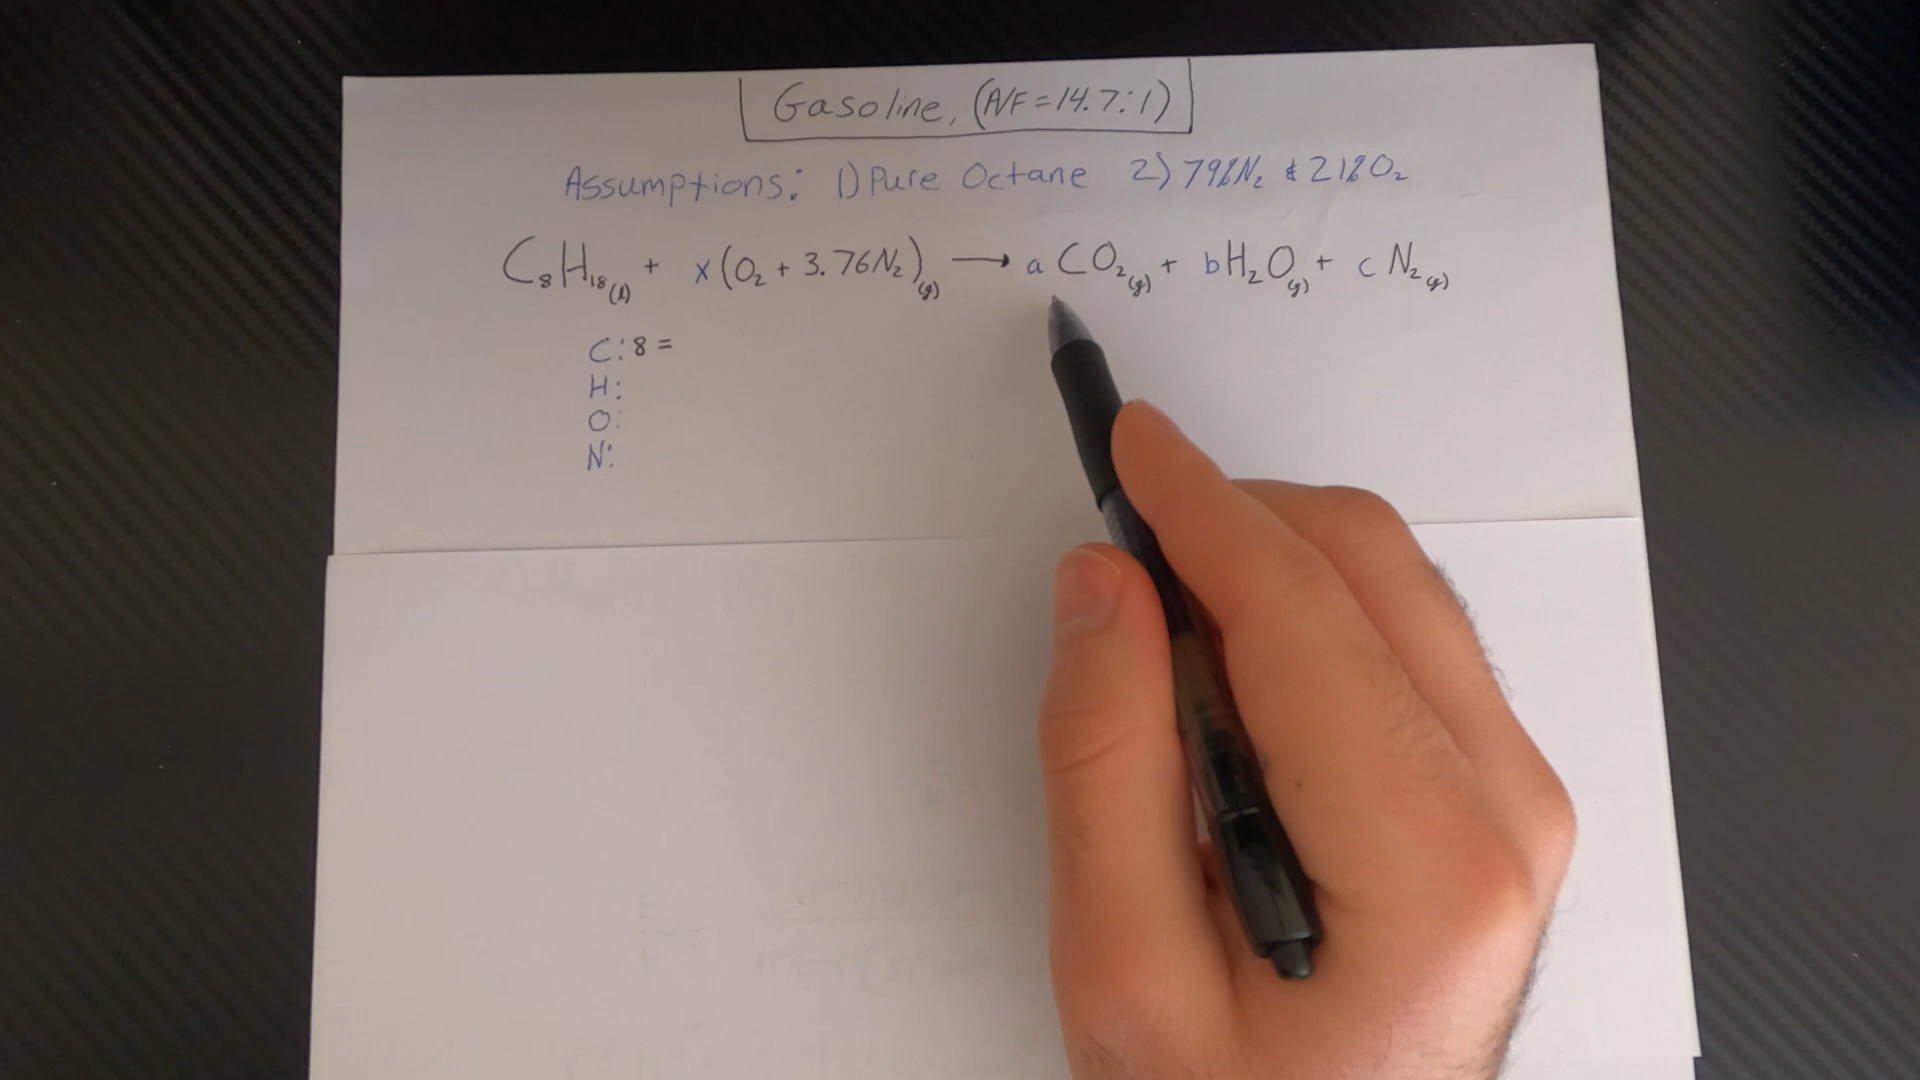 Gasoline, (A/F = 14.7:1)
Assumptions: 1) Pure Octane 2) 79% N₂ & 21% O₂
C₈H₁₈(l) + x(O₂ + 3.76N₂)(g) → aCO₂(g) + bH₂O(g) + cN₂(g)
C: 8 =
H:
O:
N: